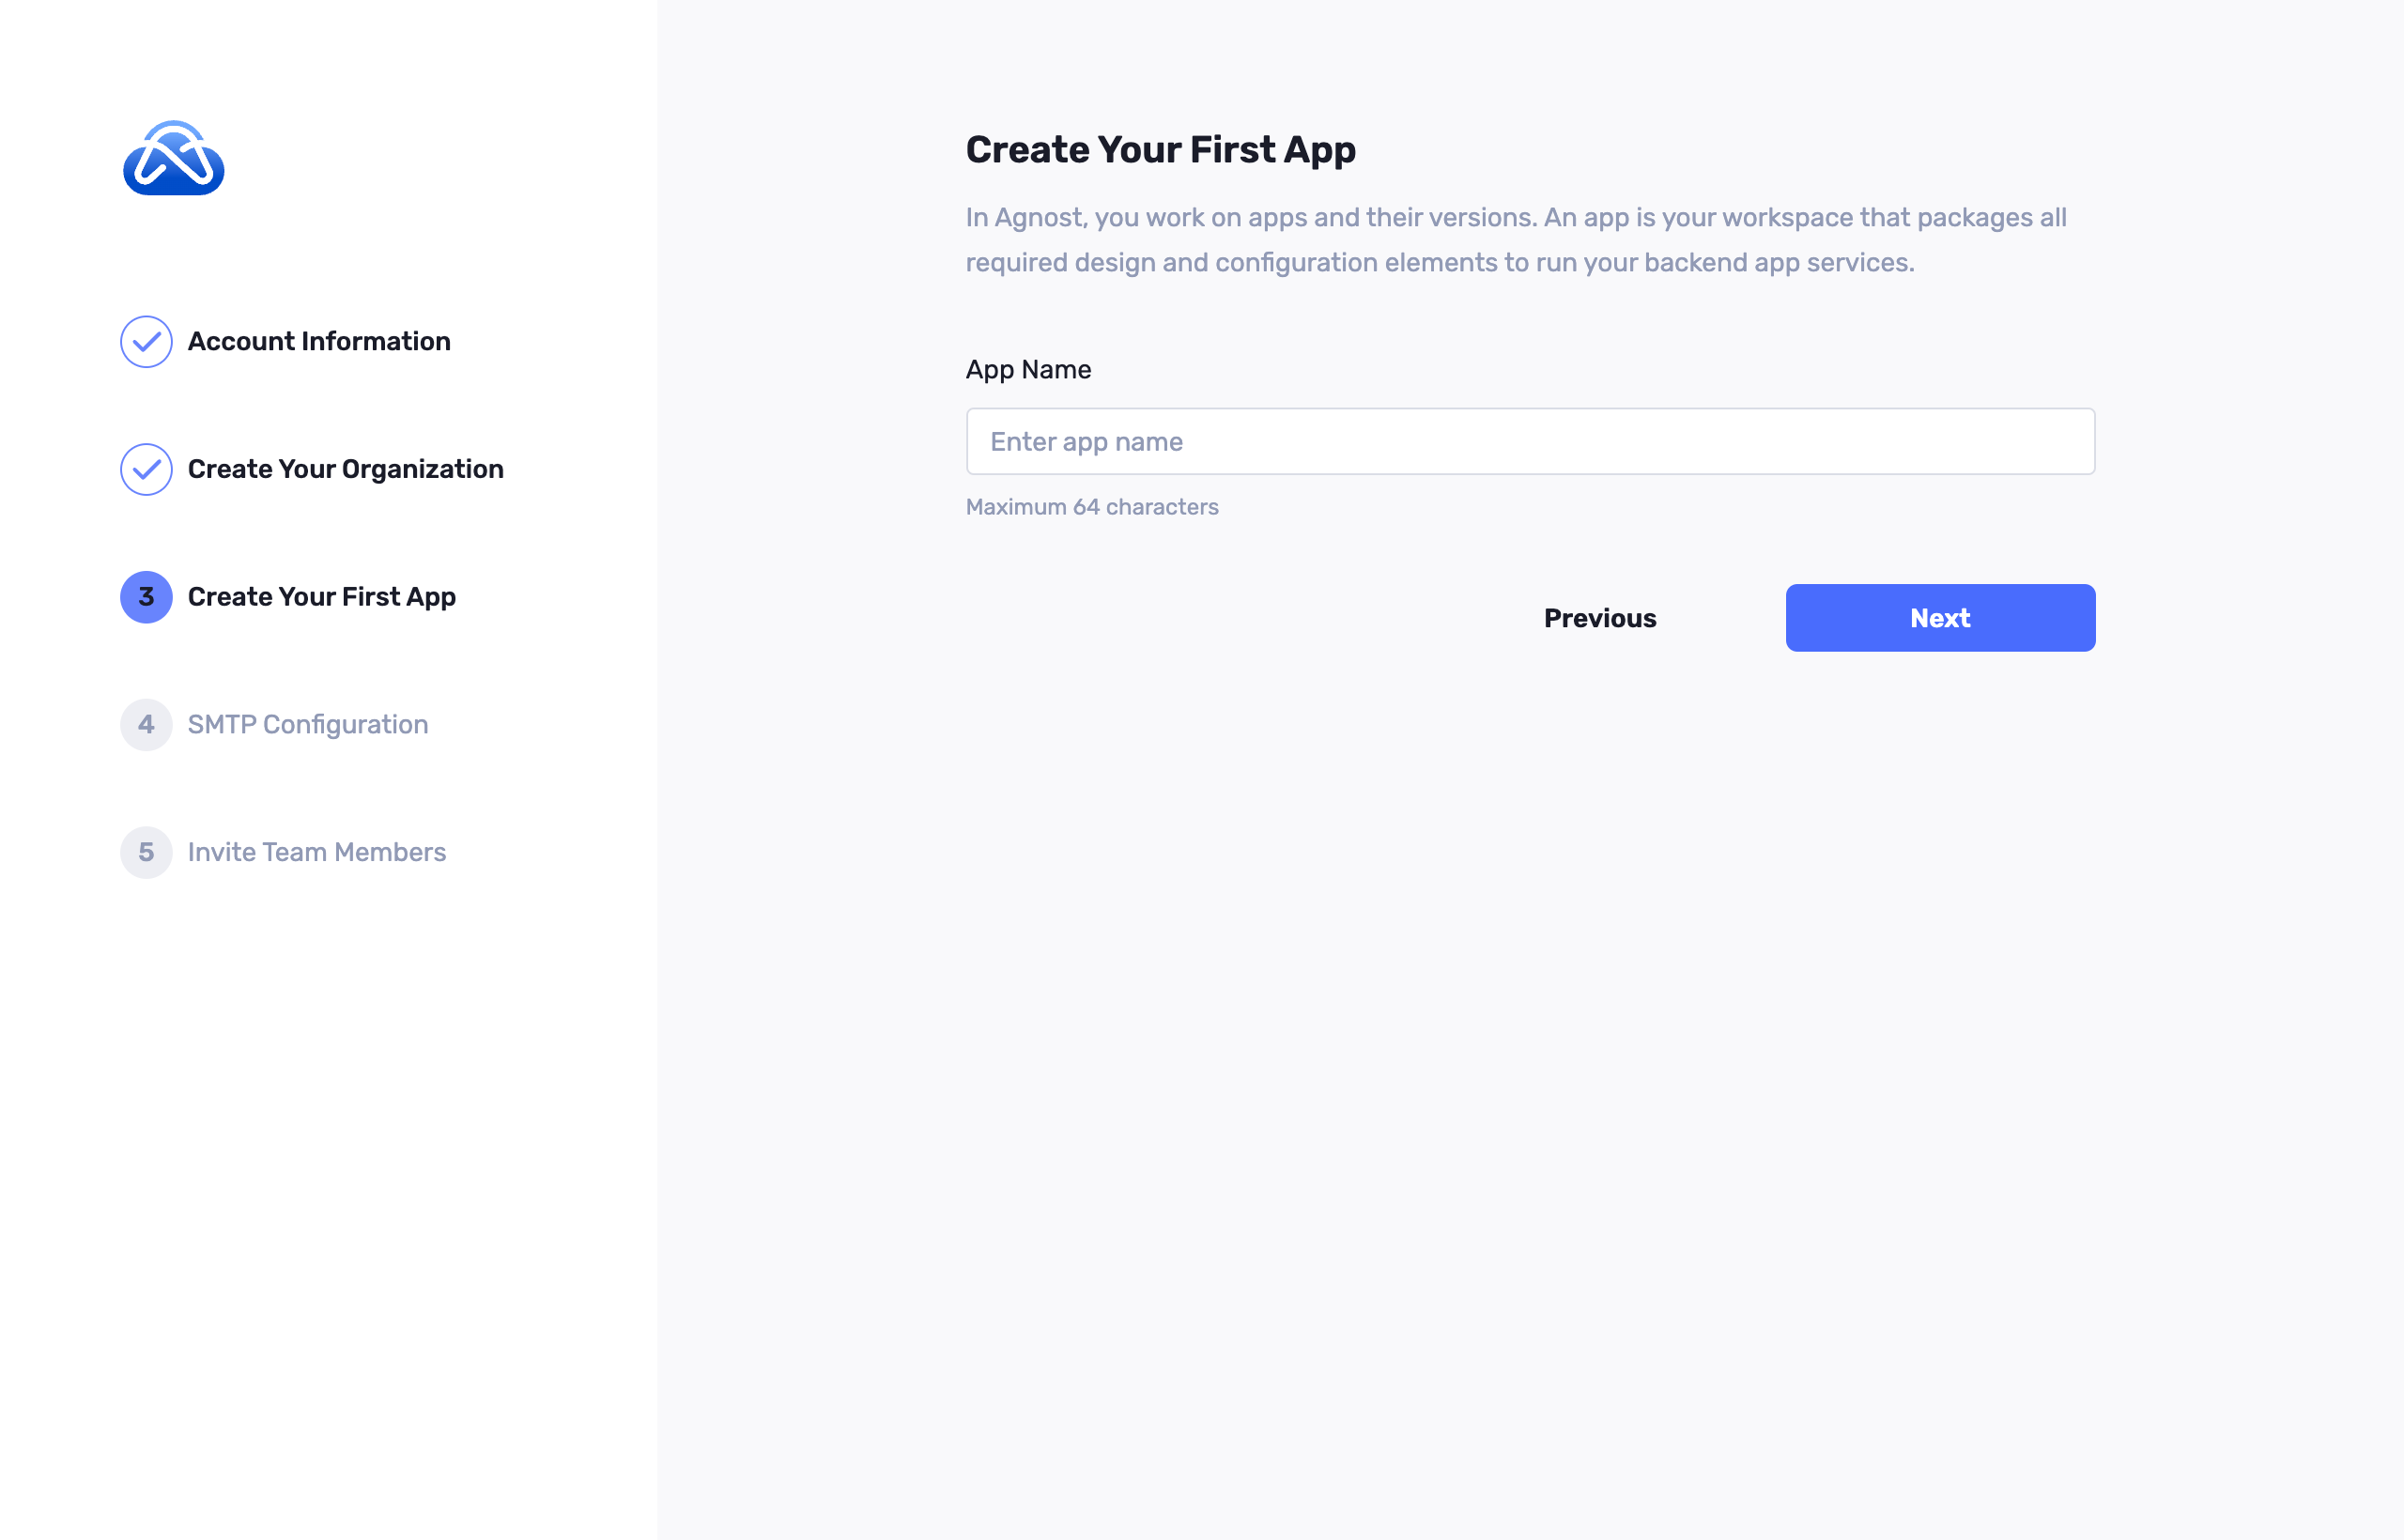 Account Information
Create Your Organization
3 Create Your First App
4 SMTP Configuration
5 Invite Team Members
Create Your First App
In Agnost, you work on apps and their versions. An app is your workspace that packages all
required design and configuration elements to run your backend app services.
App Name
Enter app name
Maximum 64 characters
Previous
Next